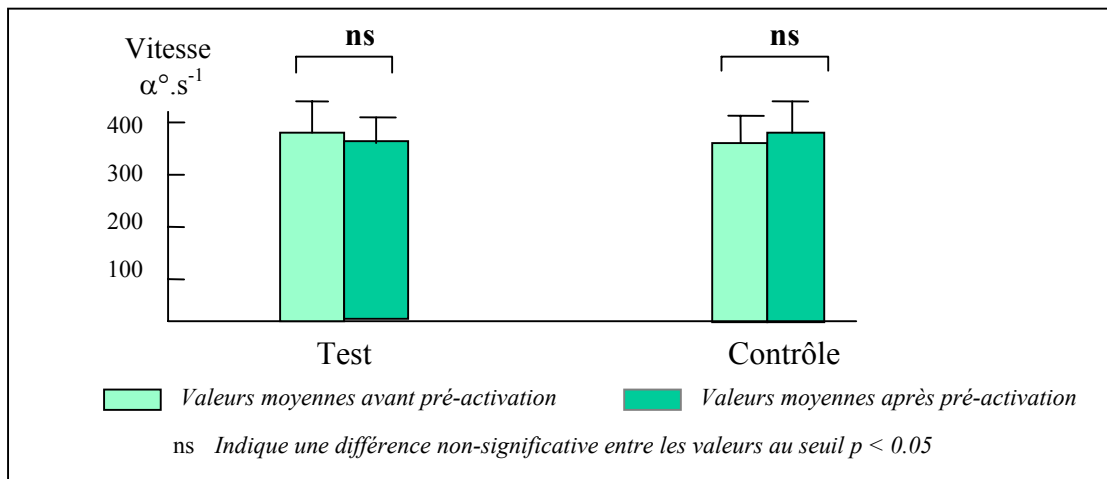 ns
ns
Vitesse
α°.s⁻¹
400
300
200
100
Test
Contrôle
Valeurs moyennes avant pré-activation
Valeurs moyennes après pré-activation
ns Indique une différence non-significative entre les valeurs au seuil p < 0.05